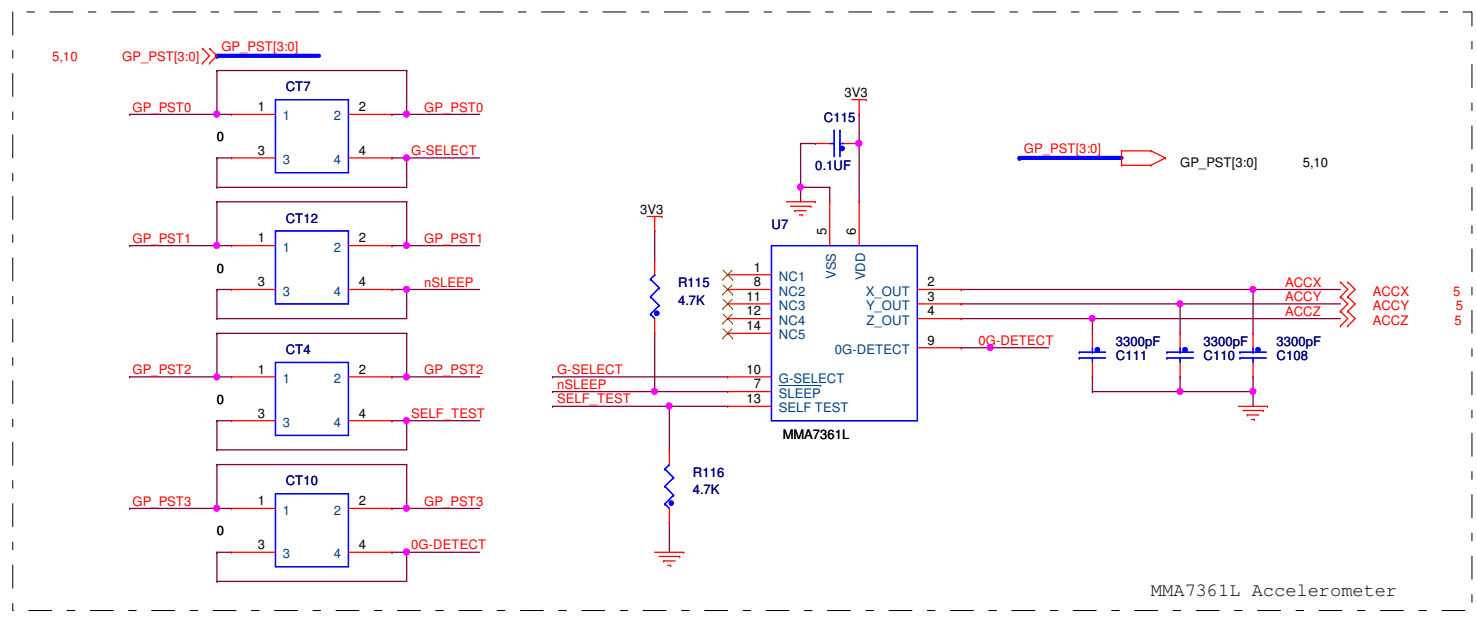 5,10 GP_PST[3:0] GP_PST[3:0]
CT7
GP_PST0 1 1 2 2 GP_PST0
0
3 3 4 4 G-SELECT
CT12
GP_PST1 1 1 2 2 GP_PST1
0
3 3 4 4 nSLEEP
CT4
GP_PST2 1 1 2 2 GP_PST2
0
3 3 4 4 SELF_TEST
CT10
GP_PST3 1 1 2 2 GP_PST3
0
3 3 4 4 0G-DETECT
3V3
C115
0.1UF
3V3
R115
4.7K
U7
5 6
VSS VDD
1 NC1
8 NC2
11 NC3
12 NC4
14 NC5
X_OUT 2
Y_OUT 3
Z_OUT 4
0G-DETECT 9 0G-DETECT
G-SELECT 10 G-SELECT
nSLEEP 7 SLEEP
SELF_TEST 13 SELF TEST
MMA7361L
R116
4.7K
GP_PST[3:0] GP_PST[3:0] 5,10
ACCX ACCX 5
ACCY ACCY 5
ACCZ ACCZ 5
3300pF 3300pF 3300pF
C111 C110 C108
MMA7361L Accelerometer